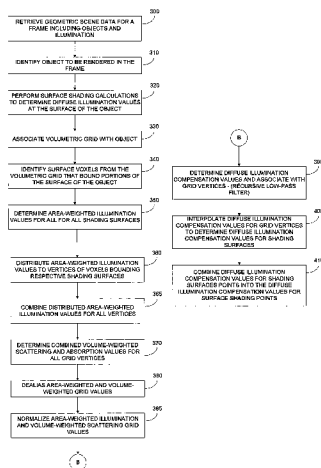 300
RETRIEVE GEOMETRIC SCENE DATA FOR A
FRAME INCLUDING OBJECTS AND
ILLUMINATION
310
IDENTIFY OBJECT TO BE RENDERED IN THE
FRAME
320
PERFORM SURFACE SHADING CALCULATIONS
TO DETERMINE DIFFUSE ILLUMINATION VALUES
AT THE SURFACE OF THE OBJECT
330
ASSOCIATE VOLUMETRIC GRID WITH OBJECT
340
IDENTIFY SURFACE VOXELS FROM THE
VOLUMETRIC GRID THAT BOUND PORTIONS OF
THE SURFACE OF THE OBJECT
350
DETERMINE AREA-WEIGHTED ILLUMINATION
VALUES FOR ALL FOR ALL SHADING SURFACES
360
DISTRIBUTE AREA-WEIGHTED ILLUMINATION
VALUES TO VERTICES OF VOXELS BOUNDING
RESPECTIVE SHADING SURFACES
365
COMBINE DISTRIBUTED AREA-WEIGHTED
ILLUMINATION VALUES FOR ALL VERTICES
370
DETERMINE COMBINED VOLUME-WEIGHTED
SCATTERING AND ABSORPTION VALUES FOR
ALL GRID VERTICES
380
DEALIAS AREA-WEIGHTED AND VOLUME-
WEIGHTED GRID VALUES
385
NORMALIZE AREA-WEIGHTED ILLUMINATION
AND VOLUME-WEIGHTED SCATTERING GRID
VALUES
B
B
DETERMINE DIFFUSE ILLUMINATION
COMPENSATION VALUES AND ASSOCIATE WITH
GRID VERTICES - (RECURSIVE LOW-PASS
FILTER)
INTERPOLATE DIFFUSE ILLUMINATION
COMPENSATION VALUES FOR GRID VERTICES
TO DETERMINE DIFFUSE ILLUMINATION
COMPENSATION VALUES FOR SHADING
SURFACES
COMBINE DIFFUSE ILLUMINATION
COMPENSATION VALUES FOR SHADING
SURFACES POINTS INTO THE DIFFUSE
ILLUMINATION COMPENSATION VALUES FOR
SURFACE SHADING POINTS